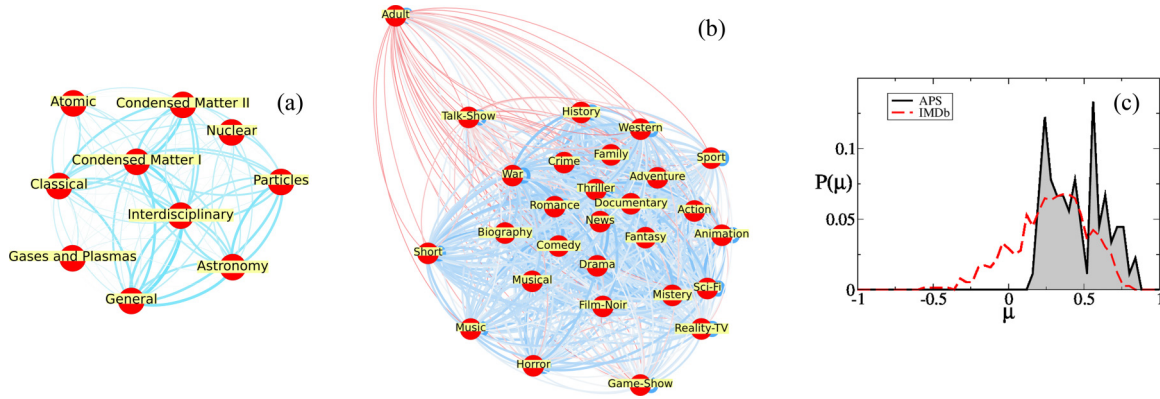 (a)
Atomic
Condensed Matter II
Nuclear
Condensed Matter I
Classical
Particles
Interdisciplinary
Gases and Plasmas
Astronomy
General
(b)
Adult
Talk-Show
History
Western
Crime
Family
Sport
War
Thriller
Adventure
Romance
Documentary
Action
News
Biography
Fantasy
Animation
Short
Comedy
Drama
Musical
Sci-Fi
Mistery
Film-Noir
Music
Reality-TV
Horror
Game-Show
(c)
APS
IMDb
0.1
P(μ)
0.05
0
-1
-0.5
0
0.5
1
μ